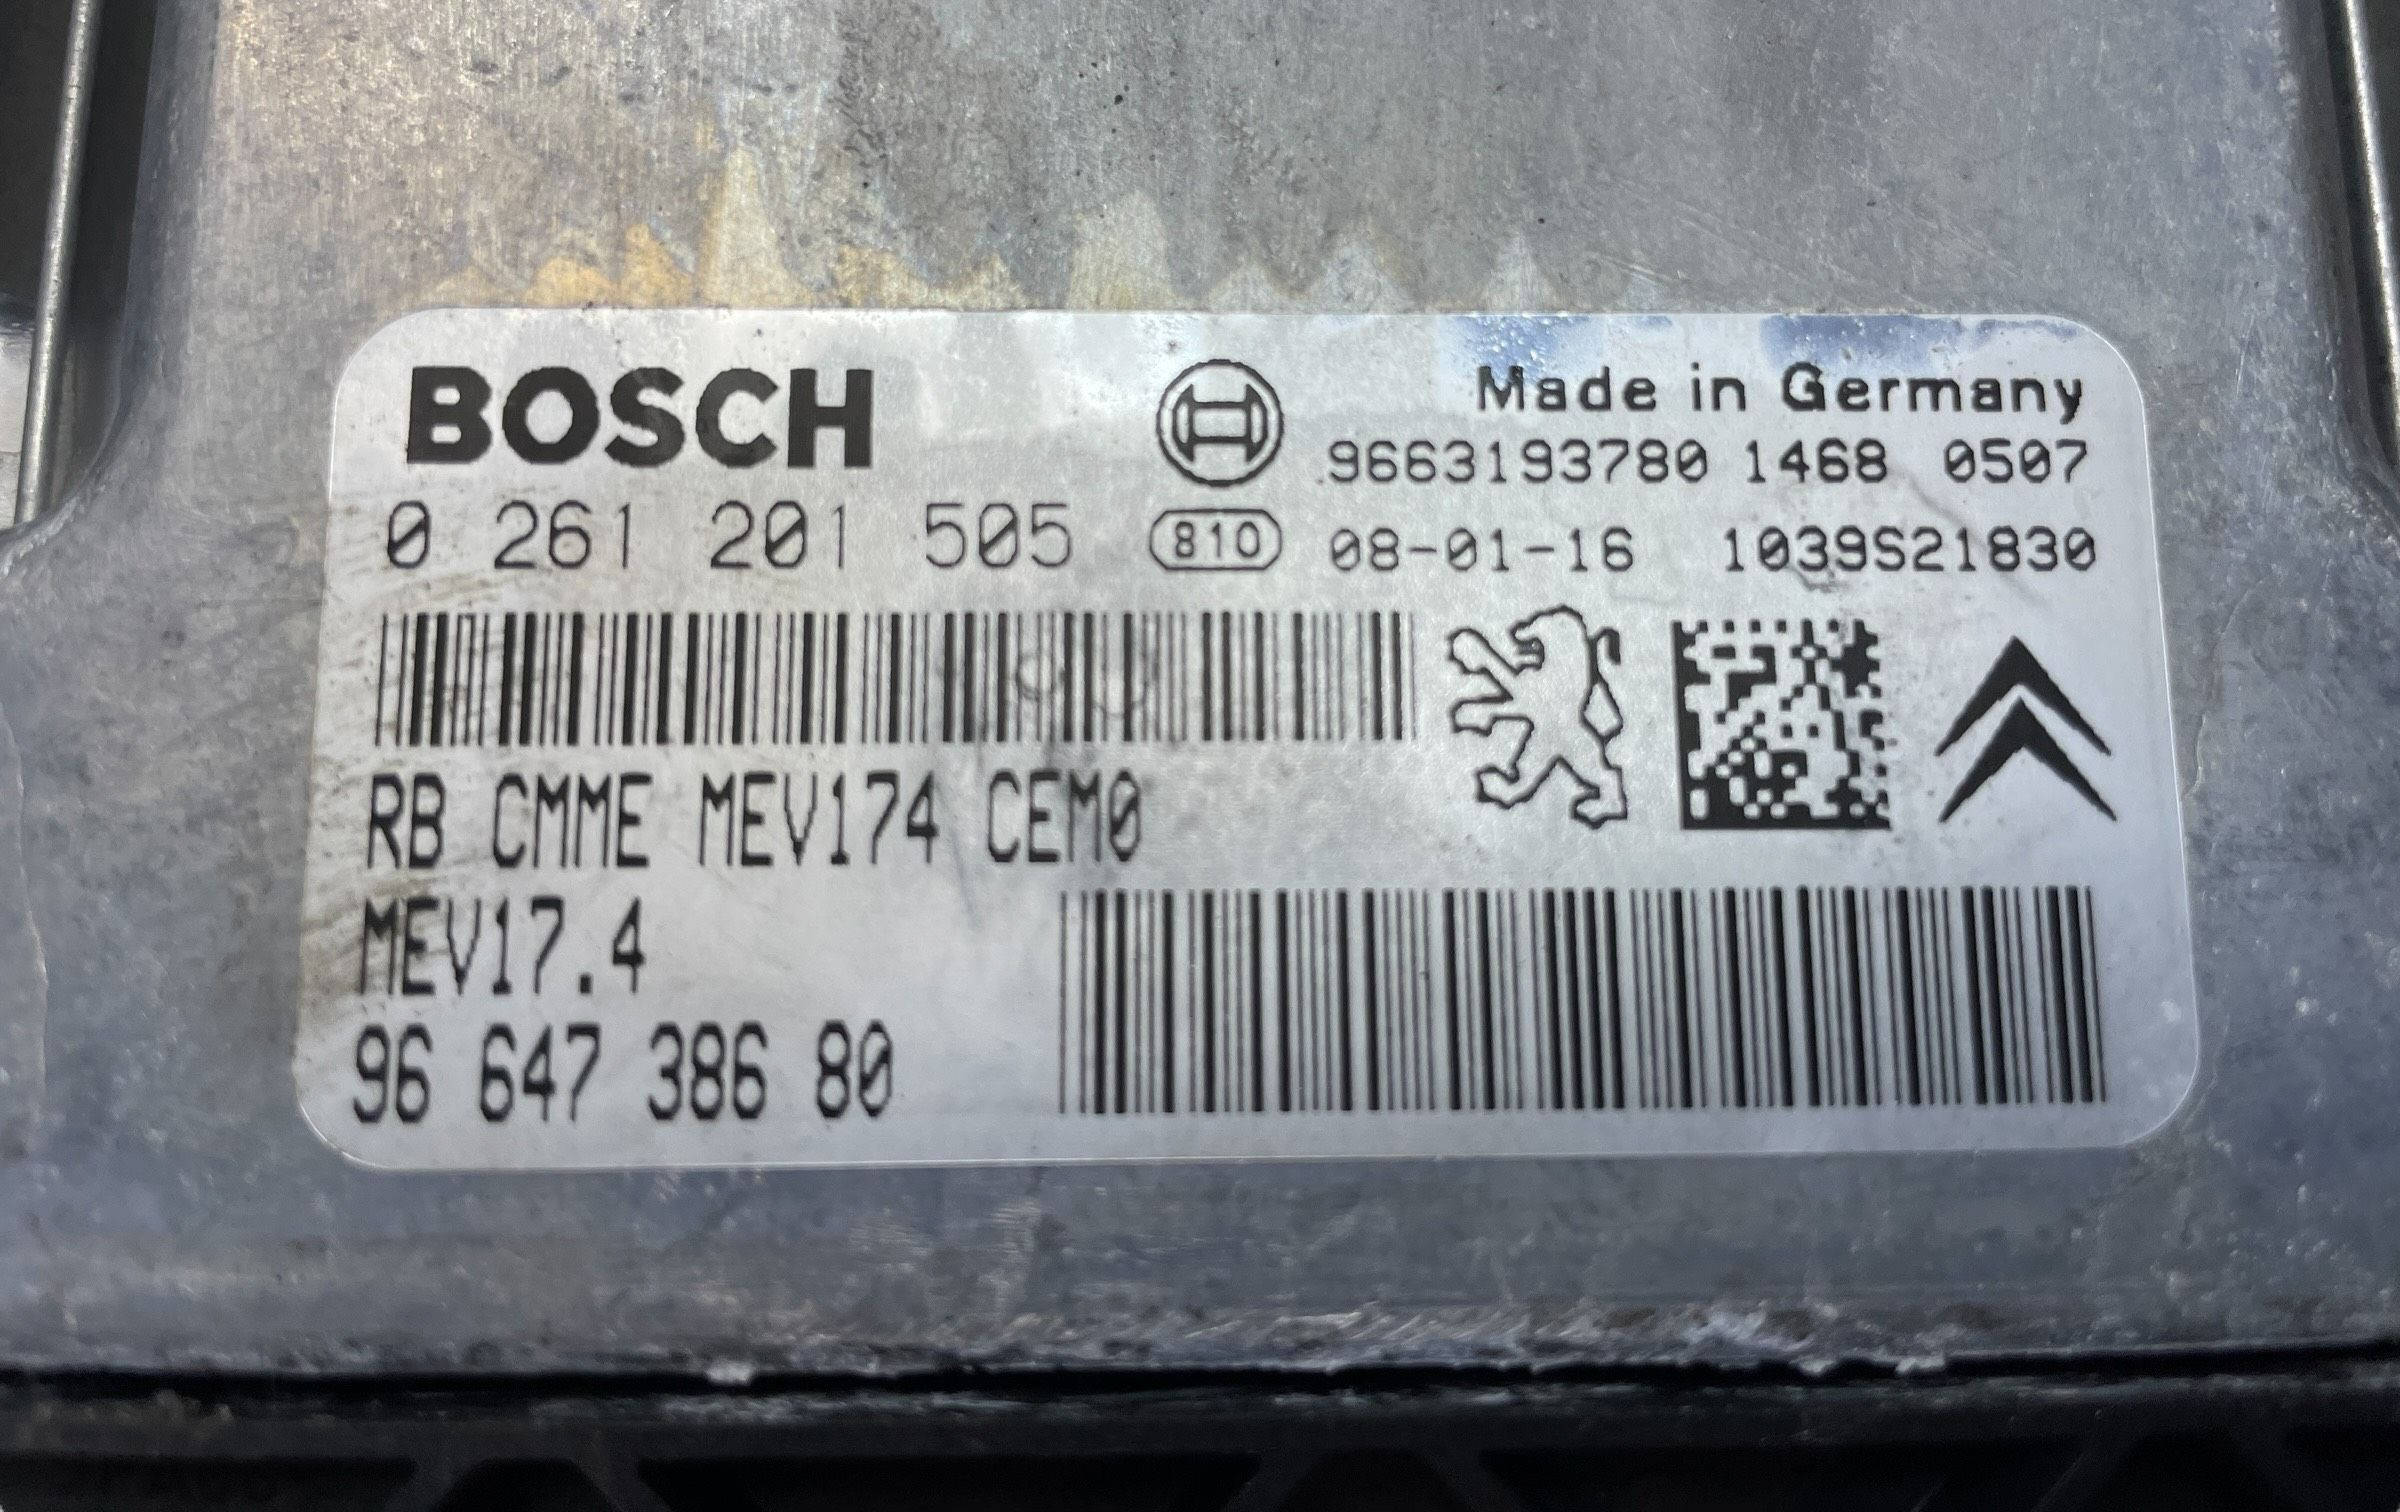 BOSCH
Made in Germany
9663193780 1468 0507
0 261 201 505
810
08-01-16 1039S21830
RB CMME MEV174 CEM0
MEV17.4
96 647 386 80